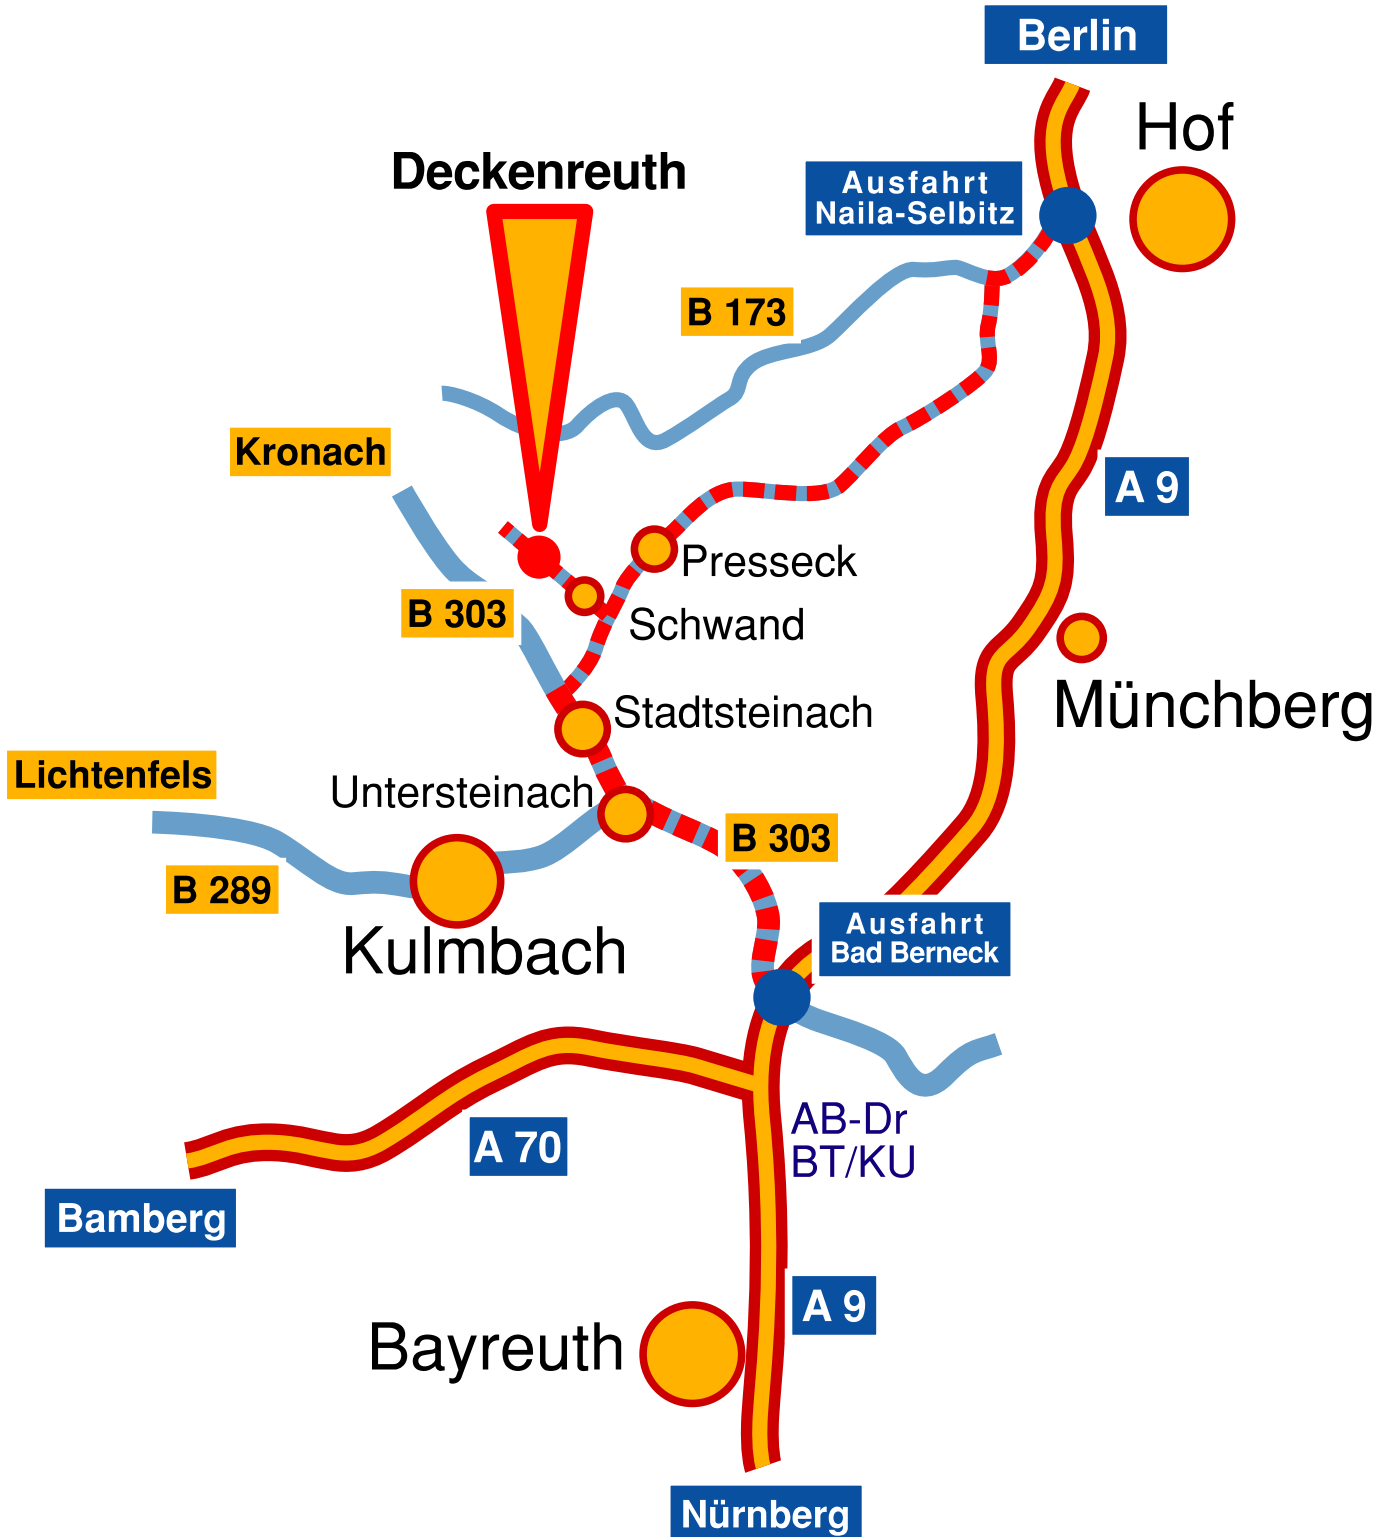 Berlin
Hof
Deckenreuth
Ausfahrt
Naila-Selbitz
B 173
Kronach
A 9
Presseck
B 303
Schwand
Münchberg
Stadtsteinach
Lichtenfels
Untersteinach
B 303
B 289
Ausfahrt
Bad Berneck
Kulmbach
AB-Dr
BT/KU
A 70
Bamberg
A 9
Bayreuth
Nürnberg